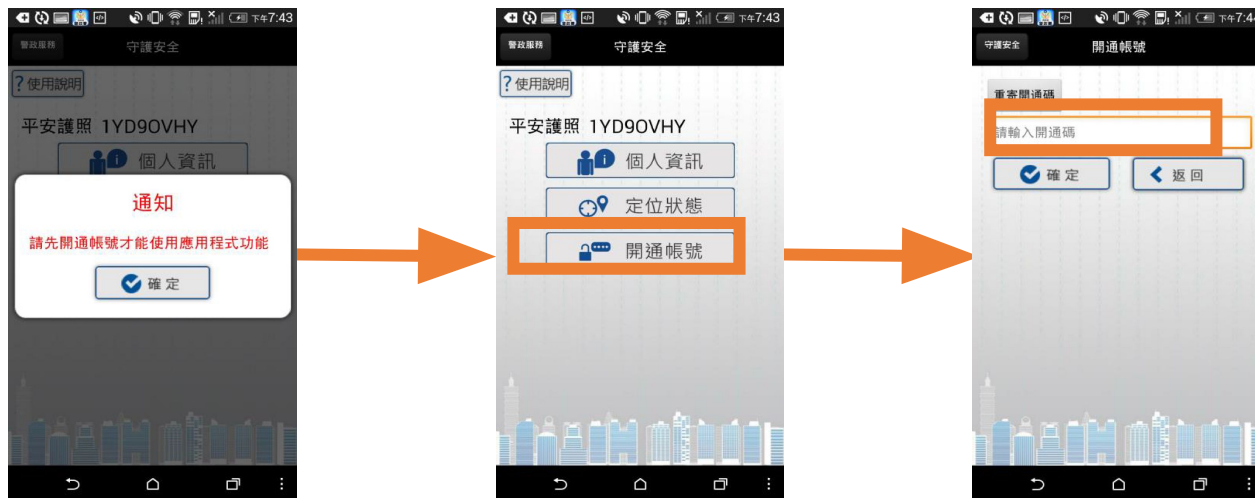 下午7:43
警政服務
守護安全
?使用說明
平安護照 1YD9OVHY
個人資訊
通知
請先開通帳號才能使用應用程式功能
確定
下午7:43
警政服務
守護安全
?使用說明
平安護照 1YD9OVHY
個人資訊
定位狀態
開通帳號
下午7:44
守護安全
開通帳號
重寄開通碼
請輸入開通碼
確定
返回